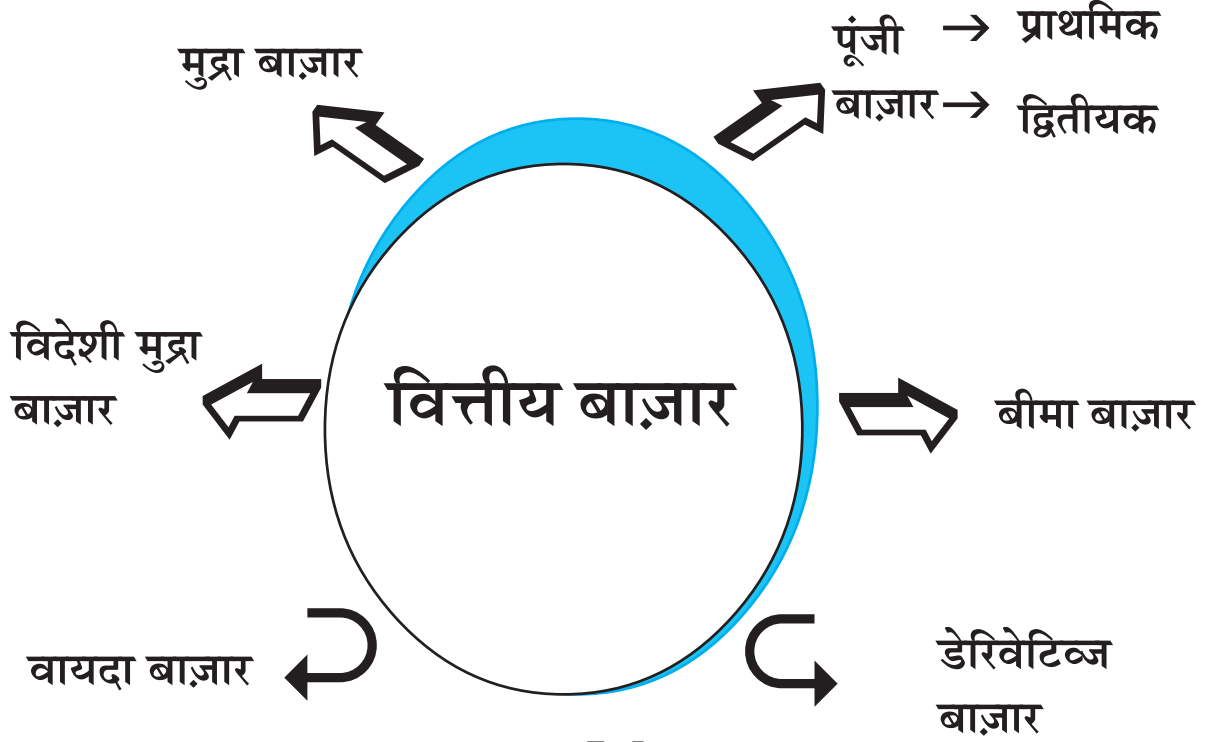 मुद्रा बाज़ार
पूंजी → प्राथमिक
बाज़ार → द्वितीयक
विदेशी मुद्रा
बाज़ार
वित्तीय बाज़ार
बीमा बाज़ार
वायदा बाज़ार
डेरिवेटिव्ज
बाज़ार